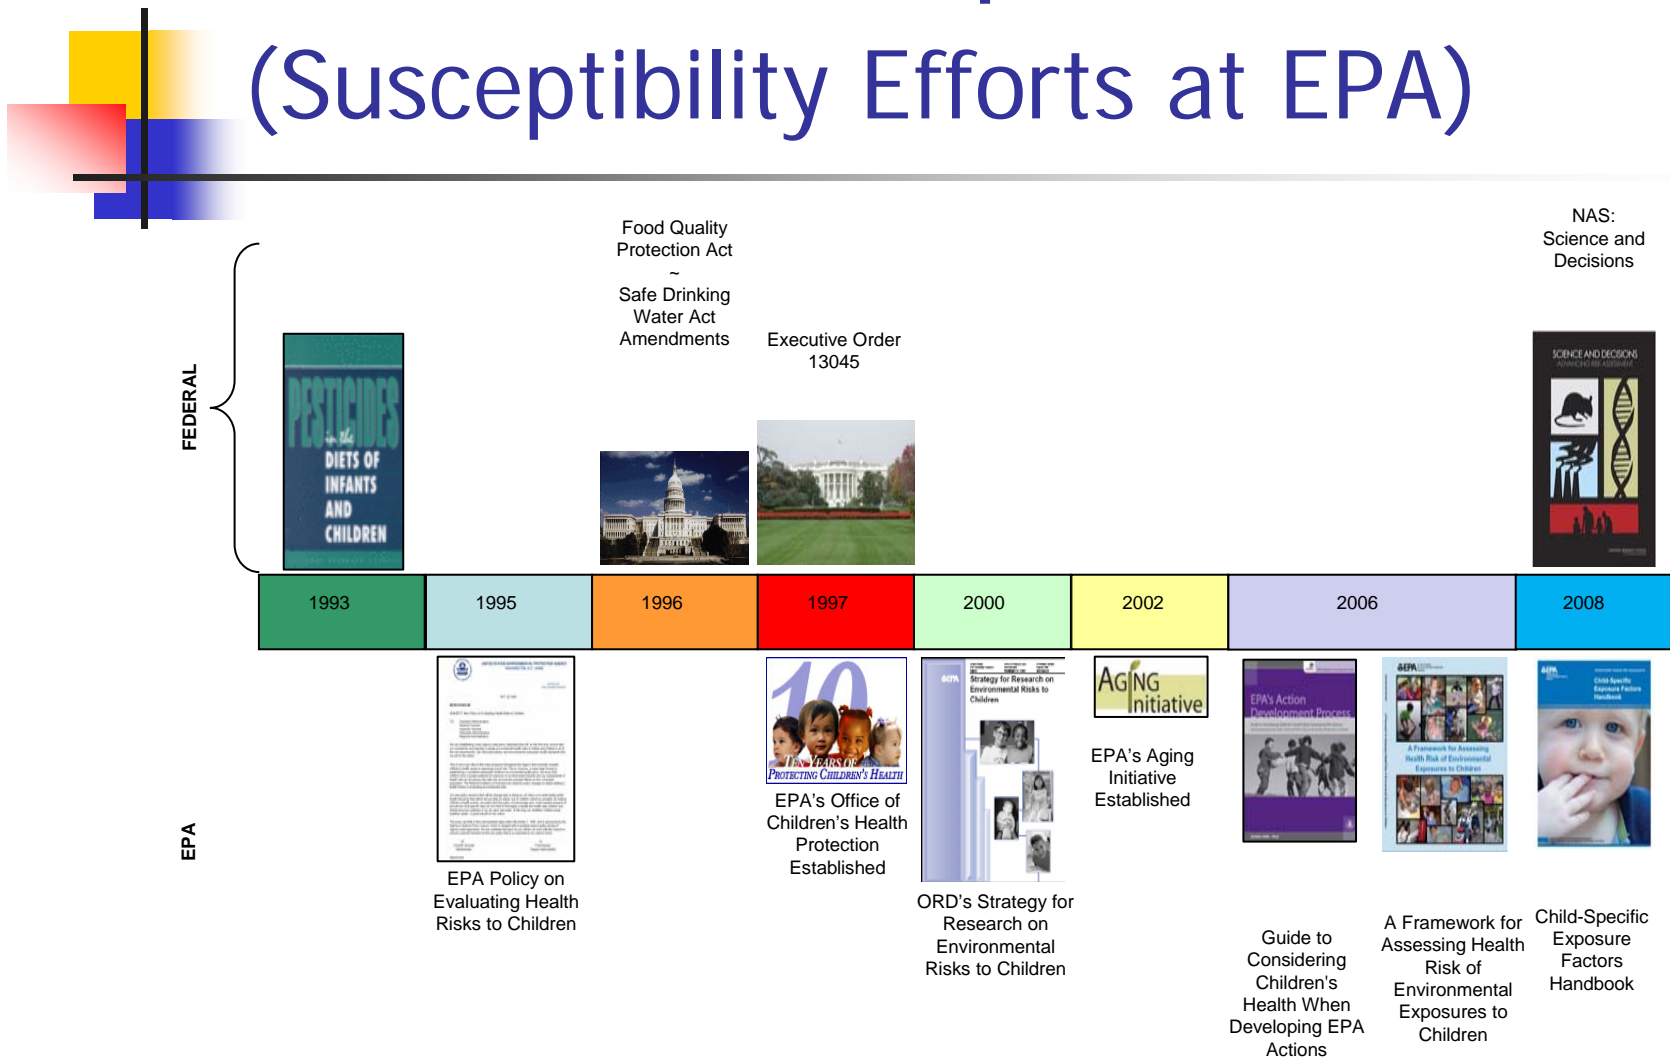 (Susceptibility Efforts at EPA)
FEDERAL
Food Quality
Protection Act
~
Safe Drinking
Water Act
Amendments
Executive Order
13045
NAS:
Science and
Decisions
PESTICIDES
in the
DIETS OF
INFANTS
AND
CHILDREN
SCIENCE AND DECISIONS
ADVANCING RISK ASSESSMENT
1993
1995
1996
1997
2000
2002
2006
2008
EPA
EPA Policy on
Evaluating Health
Risks to Children
10
TEN YEARS OF
PROTECTING CHILDREN'S HEALTH
EPA's Office of
Children's Health
Protection
Established
EPA
Strategy for Research on
Environmental Risks to
Children
ORD's Strategy for
Research on
Environmental
Risks to Children
AGING
Initiative
EPA's Aging
Initiative
Established
EPA's Action
Development Process
Guide to
Considering
Children's
Health When
Developing EPA
Actions
EPA
A Framework for Assessing
Health Risk of Environmental
Exposures to Children
A Framework for
Assessing Health
Risk of
Environmental
Exposures to
Children
EPA
Child-Specific
Exposure Factors
Handbook
Child-Specific
Exposure
Factors
Handbook